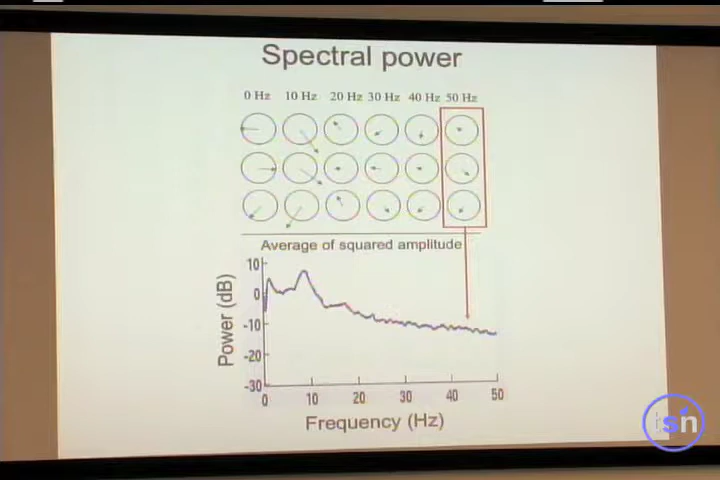 Spectral power
0 Hz 10 Hz 20 Hz 30 Hz 40 Hz 50 Hz
Average of squared amplitude
Power (dB)
10
0
-10
-20
-30
0 10 20 30 40 50
Frequency (Hz)
sn